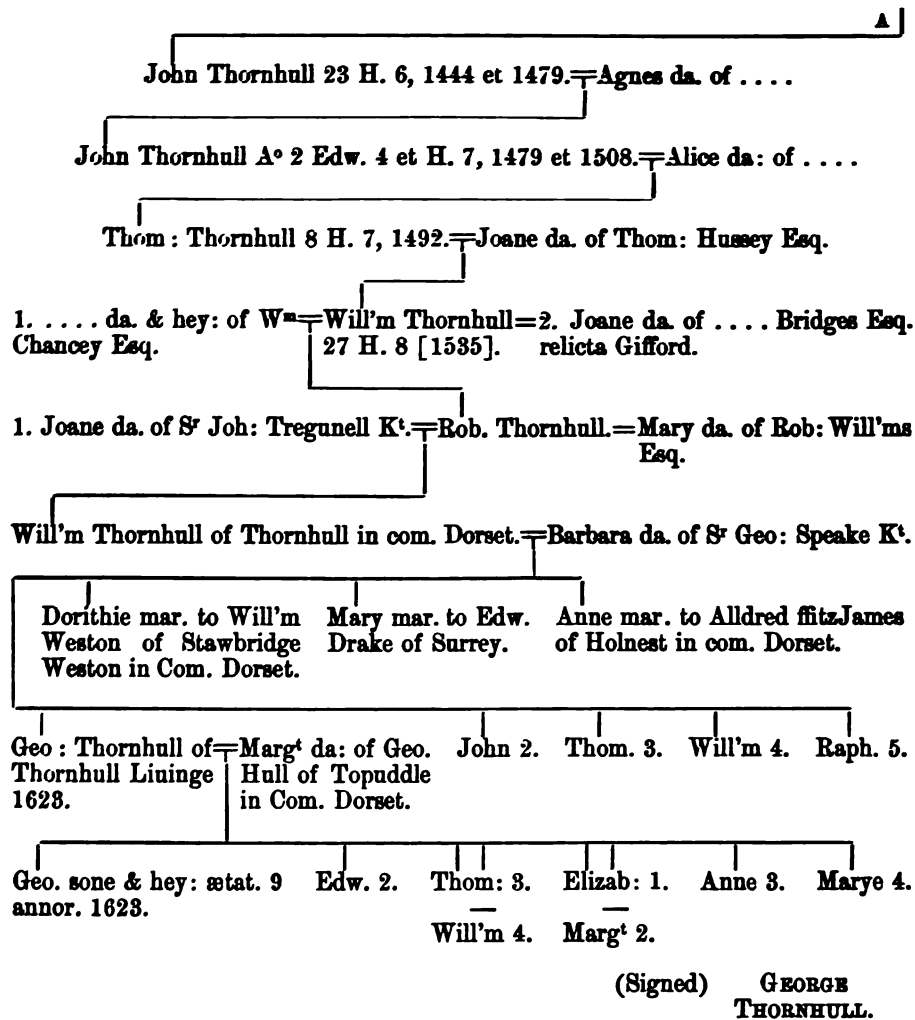 A
John Thornhull 23 H. 6, 1444 et 1479.=Agnes da. of . . . .
John Thornhull Aº 2 Edw. 4 et H. 7, 1479 et 1508.=Alice da: of . . . .
Thom: Thornhull 8 H. 7, 1492.=Joane da. of Thom: Hussey Esq.
1. . . . . da. & hey: of Wᵐ=Will'm Thornhull=2. Joane da. of . . . . Bridges Esq.
Chancey Esq. 27 H. 8 [1535]. relicta Gifford.
1. Joane da. of Sʳ Joh: Tregunell Kᵗ.=Rob. Thornhull.=Mary da. of Rob: Will'ms
Esq.
Will'm Thornhull of Thornhull in com. Dorset.=Barbara da. of Sʳ Geo: Speake Kᵗ.
Dorithie mar. to Will'm Mary mar. to Edw. Anne mar. to Alldred ffitzJames
Weston of Stawbridge Drake of Surrey. of Holnest in com. Dorset.
Weston in Com. Dorset.
Geo: Thornhull of=Margᵗ da: of Geo. John 2. Thom. 3. Will'm 4. Raph. 5.
Thornhull Liuinge Hull of Topuddle
1623. in Com. Dorset.
Geo. sone & hey: ætat. 9 Edw. 2. Thom: 3. Elizab: 1. Anne 3. Marye 4.
annor. 1623.
Will'm 4. Margᵗ 2.
(Signed) GEORGE
THORNHULL.